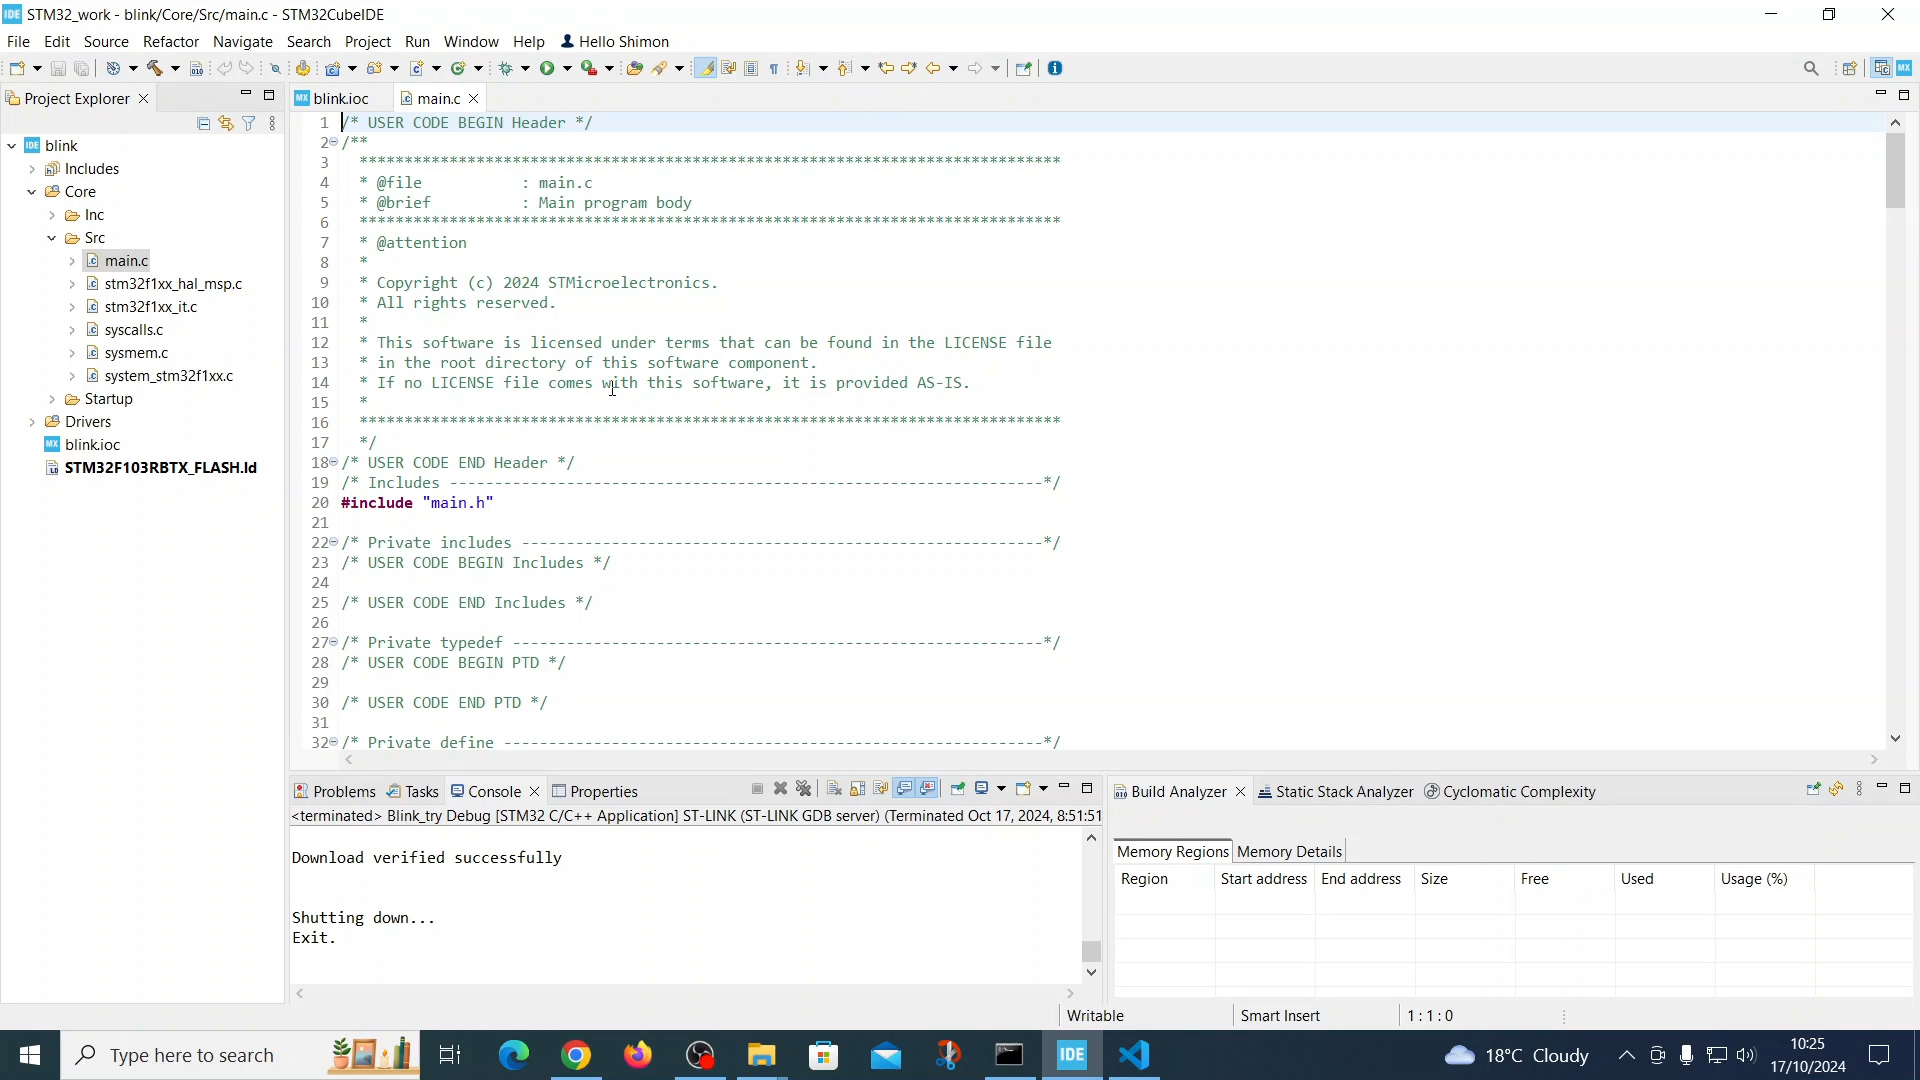 STM32_work - blink/Core/Src/main.c - STM32CubeIDE
File Edit Source Refactor Navigate Search Project Run Window Help Hello Shimon
Project Explorer
blink
Includes
Core
Inc
Src
main.c
stm32f1xx_hal_msp.c
stm32f1xx_it.c
syscalls.c
sysmem.c
system_stm32f1xx.c
Startup
Drivers
blink.ioc
STM32F103RBTX_FLASH.ld
blink.ioc main.c
1 /* USER CODE BEGIN Header */
2 /**
3 ******************************************************************************
4 * @file : main.c
5 * @brief : Main program body
6 ******************************************************************************
7 * @attention
8 *
9 * Copyright (c) 2024 STMicroelectronics.
10 * All rights reserved.
11 *
12 * This software is licensed under terms that can be found in the LICENSE file
13 * in the root directory of this software component.
14 * If no LICENSE file comes with this software, it is provided AS-IS.
15 *
16 ******************************************************************************
17 */
18 /* USER CODE END Header */
19 /* Includes ------------------------------------------------------------------*/
20 #include "main.h"
21
22 /* Private includes ----------------------------------------------------------*/
23 /* USER CODE BEGIN Includes */
24
25 /* USER CODE END Includes */
26
27 /* Private typedef -----------------------------------------------------------*/
28 /* USER CODE BEGIN PTD */
29
30 /* USER CODE END PTD */
31
32 /* Private define ------------------------------------------------------------*/
Problems Tasks Console Properties
<terminated> Blink_try Debug [STM32 C/C++ Application] ST-LINK (ST-LINK GDB server) (Terminated Oct 17, 2024, 8:51:51
Download verified successfully
Shutting down...
Exit.
Build Analyzer Static Stack Analyzer Cyclomatic Complexity
Memory Regions Memory Details
Region Start address End address Size Free Used Usage (%)
Writable Smart Insert 1 : 1 : 0
Type here to search
IDE
18°C Cloudy
10:25
17/10/2024